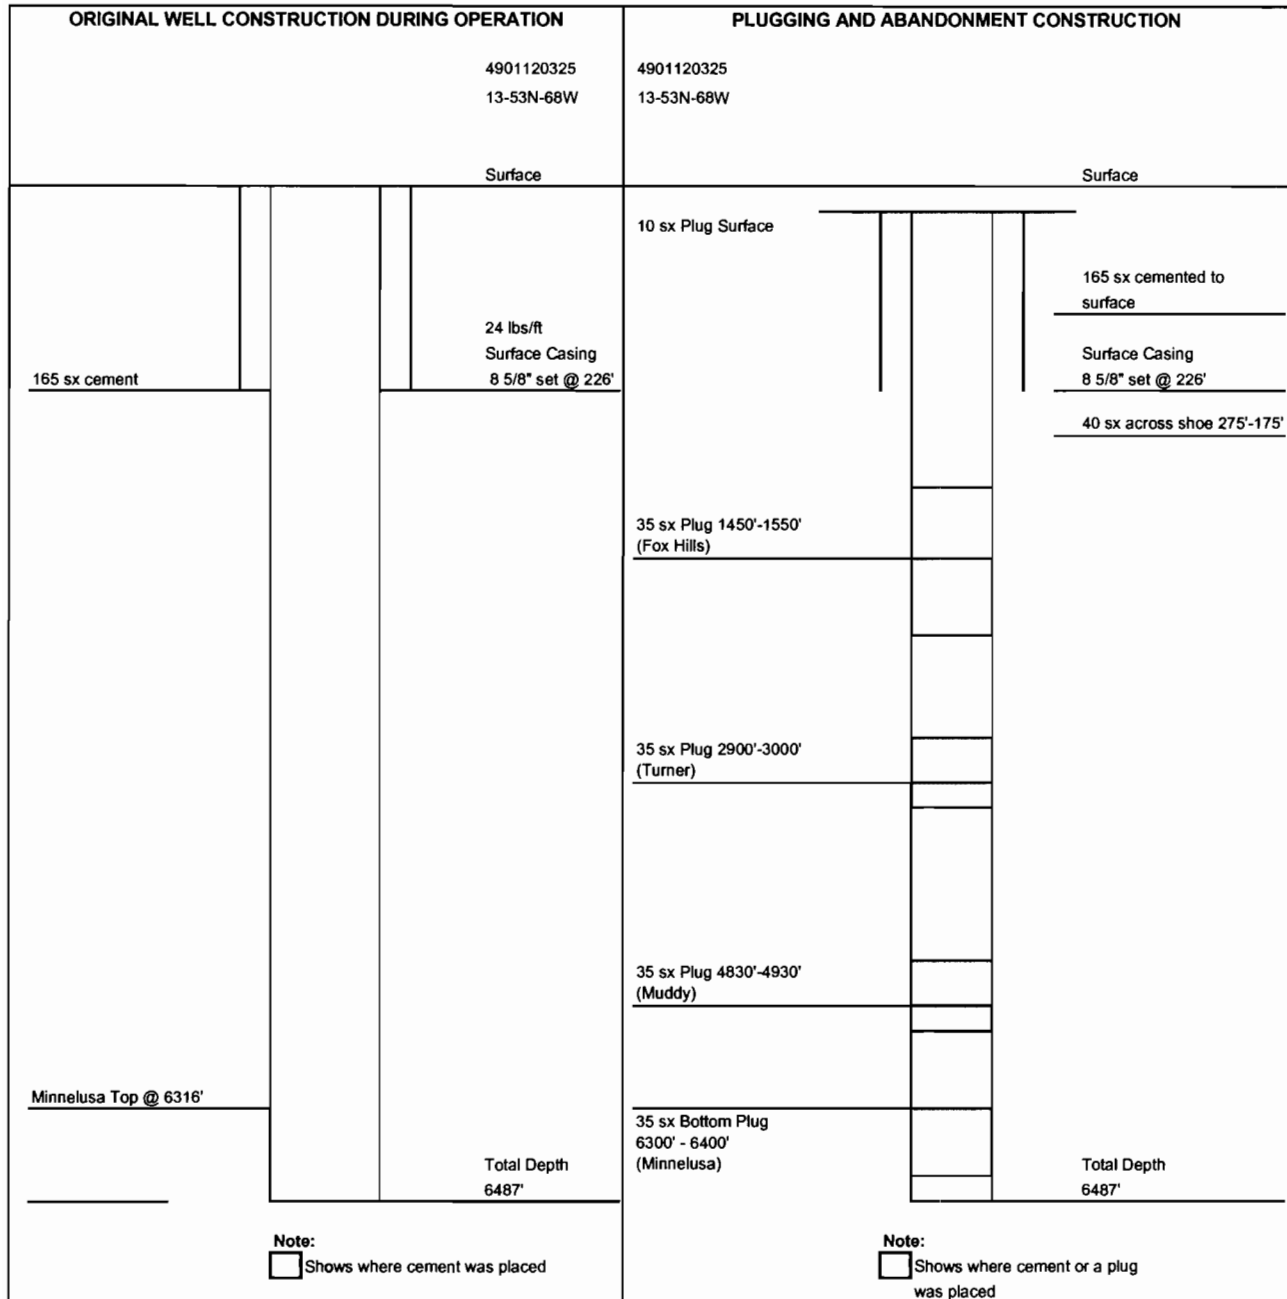 ORIGINAL WELL CONSTRUCTION DURING OPERATION
4901120325
13-53N-68W
Surface
24 lbs/ft
Surface Casing
165 sx cement
8 5/8" set @ 226'
Minnelusa Top @ 6316'
Total Depth
6487'
Note:
Shows where cement was placed
PLUGGING AND ABANDONMENT CONSTRUCTION
4901120325
13-53N-68W
Surface
10 sx Plug Surface
165 sx cemented to
surface
Surface Casing
8 5/8" set @ 226'
40 sx across shoe 275'-175'
35 sx Plug 1450'-1550'
(Fox Hills)
35 sx Plug 2900'-3000'
(Turner)
35 sx Plug 4830'-4930'
(Muddy)
35 sx Bottom Plug
6300' - 6400'
(Minnelusa)
Total Depth
6487'
Note:
Shows where cement or a plug
was placed